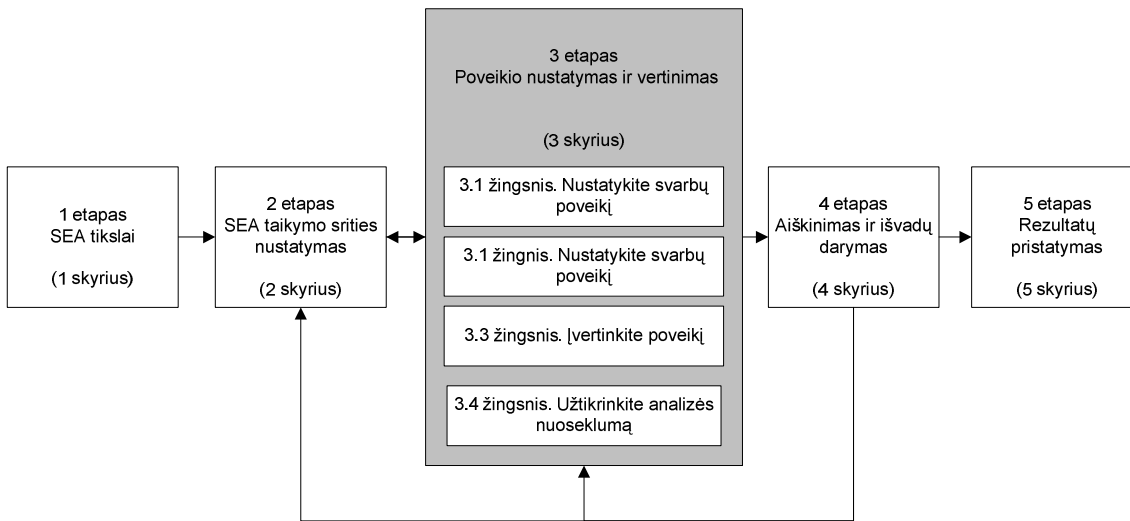 1 etapas
SEA tikslai
(1 skyrius)
2 etapas
SEA taikymo srities
nustatymas
(2 skyrius)
3 etapas
Poveikio nustatymas ir vertinimas
(3 skyrius)
3.1 žingsnis. Nustatykite svarbų
poveikį
3.1 žingnis. Nustatykite svarbų
poveikį
3.3 žingsnis. Įvertinkite poveikį
3.4 žingsnis. Užtikrinkite analizės
nuoseklumą
4 etapas
Aiškinimas ir išvadų
darymas
(4 skyrius)
5 etapas
Rezultatų
pristatymas
(5 skyrius)